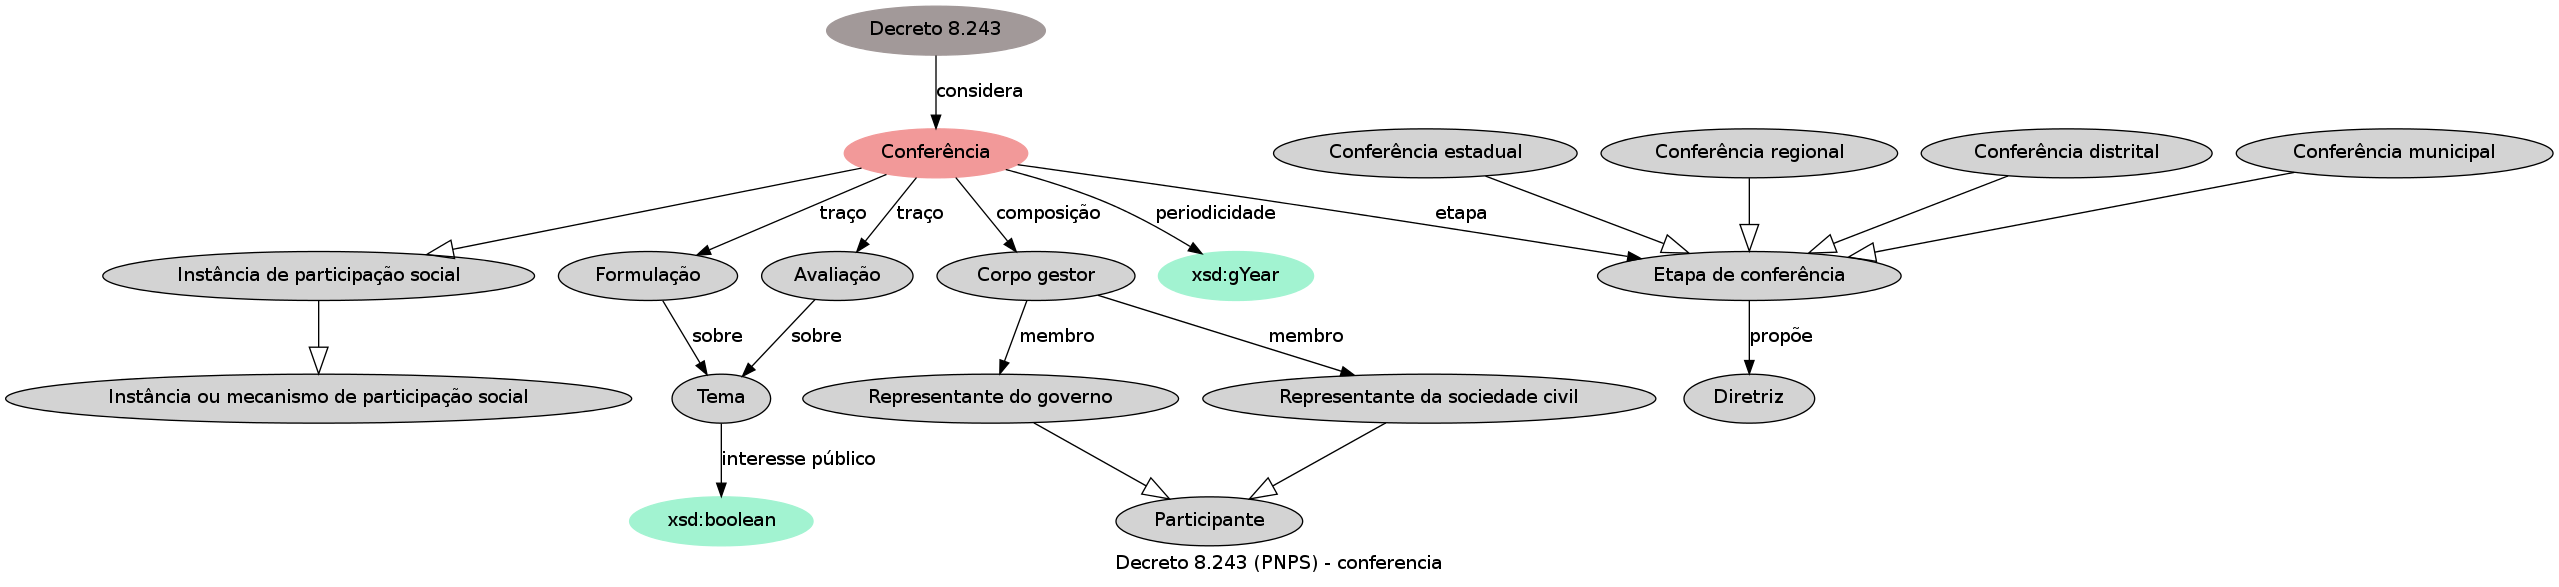 Decreto 8.243
considera
Conferência
Conferência estadual
Conferência regional
Conferência distrital
Conferência municipal
traço
traço
composição
periodicidade
etapa
Instância de participação social
Formulação
Avaliação
Corpo gestor
xsd:gYear
Etapa de conferência
sobre
sobre
membro
membro
propõe
Instância ou mecanismo de participação social
Tema
Representante do governo
Representante da sociedade civil
Diretriz
interesse público
xsd:boolean
Participante
Decreto 8.243 (PNPS) - conferencia